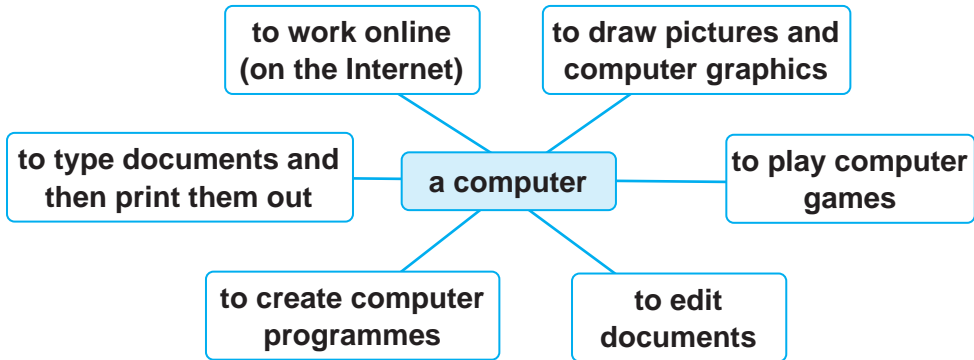 to work online
(on the Internet)
to draw pictures and
computer graphics
to type documents and
then print them out
a computer
to play computer
games
to create computer
programmes
to edit
documents